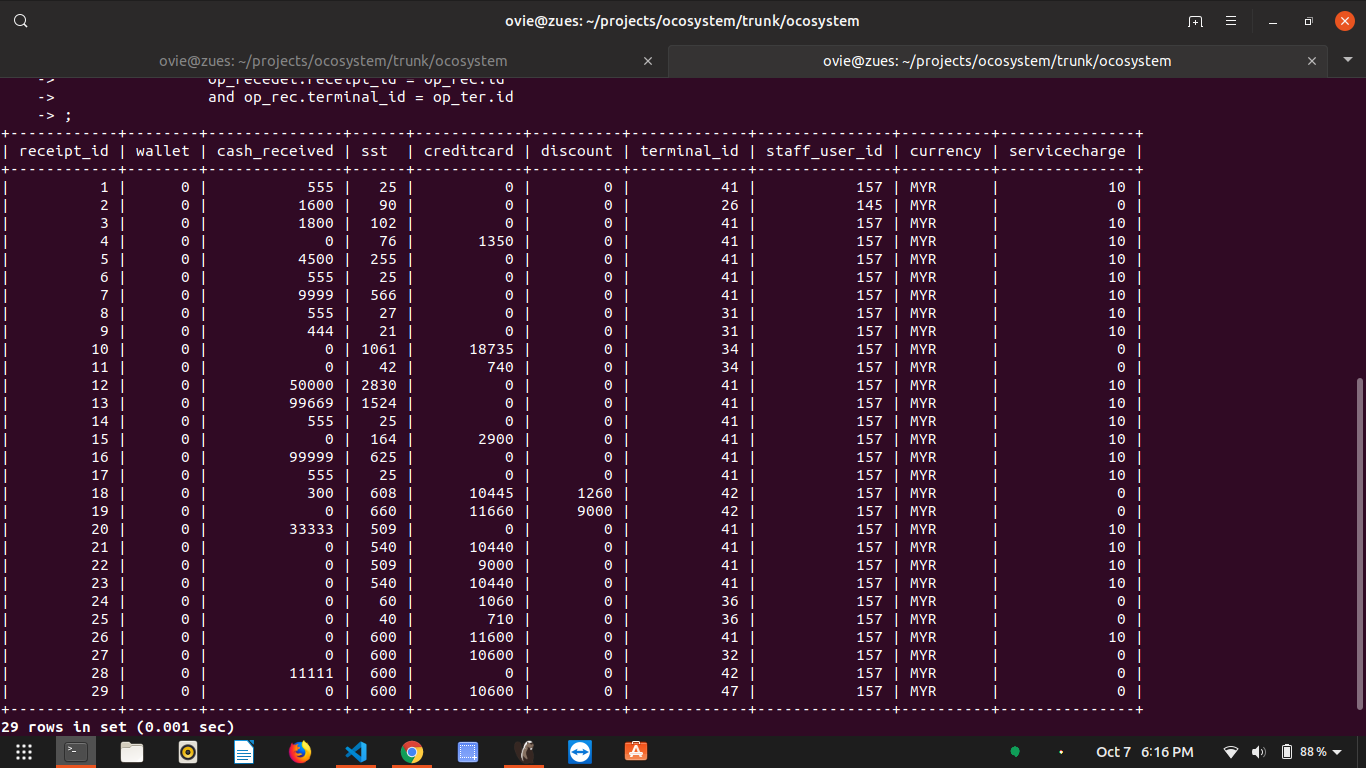 ovie@zues: ~/projects/ocosystem/trunk/ocosystem
ovie@zues: ~/projects/ocosystem/trunk/ocosystem
ovie@zues: ~/projects/ocosystem/trunk/ocosystem
-> op_recedet.receipt_id = op_rec.id
-> and op_rec.terminal_id = op_ter.id
-> ;
+------------+--------+---------------+------+------------+----------+-------------+---------------+----------+---------------+
| receipt_id | wallet | cash_received | sst | creditcard | discount | terminal_id | staff_user_id | currency | servicecharge |
+------------+--------+---------------+------+------------+----------+-------------+---------------+----------+---------------+
| 1 | 0 | 555 | 25 | 0 | 0 | 41 | 157 | MYR | 10 |
| 2 | 0 | 1600 | 90 | 0 | 0 | 26 | 145 | MYR | 0 |
| 3 | 0 | 1800 | 102 | 0 | 0 | 41 | 157 | MYR | 10 |
| 4 | 0 | 0 | 76 | 1350 | 0 | 41 | 157 | MYR | 10 |
| 5 | 0 | 4500 | 255 | 0 | 0 | 41 | 157 | MYR | 10 |
| 6 | 0 | 555 | 25 | 0 | 0 | 41 | 157 | MYR | 10 |
| 7 | 0 | 9999 | 566 | 0 | 0 | 41 | 157 | MYR | 10 |
| 8 | 0 | 555 | 27 | 0 | 0 | 31 | 157 | MYR | 10 |
| 9 | 0 | 444 | 21 | 0 | 0 | 31 | 157 | MYR | 10 |
| 10 | 0 | 0 | 1061 | 18735 | 0 | 34 | 157 | MYR | 0 |
| 11 | 0 | 0 | 42 | 740 | 0 | 34 | 157 | MYR | 0 |
| 12 | 0 | 50000 | 2830 | 0 | 0 | 41 | 157 | MYR | 10 |
| 13 | 0 | 99669 | 1524 | 0 | 0 | 41 | 157 | MYR | 10 |
| 14 | 0 | 555 | 25 | 0 | 0 | 41 | 157 | MYR | 10 |
| 15 | 0 | 0 | 164 | 2900 | 0 | 41 | 157 | MYR | 10 |
| 16 | 0 | 99999 | 625 | 0 | 0 | 41 | 157 | MYR | 10 |
| 17 | 0 | 555 | 25 | 0 | 0 | 41 | 157 | MYR | 10 |
| 18 | 0 | 300 | 608 | 10445 | 1260 | 42 | 157 | MYR | 0 |
| 19 | 0 | 0 | 660 | 11660 | 9000 | 42 | 157 | MYR | 0 |
| 20 | 0 | 33333 | 509 | 0 | 0 | 41 | 157 | MYR | 10 |
| 21 | 0 | 0 | 540 | 10440 | 0 | 41 | 157 | MYR | 10 |
| 22 | 0 | 0 | 509 | 9000 | 0 | 41 | 157 | MYR | 10 |
| 23 | 0 | 0 | 540 | 10440 | 0 | 41 | 157 | MYR | 10 |
| 24 | 0 | 0 | 60 | 1060 | 0 | 36 | 157 | MYR | 0 |
| 25 | 0 | 0 | 40 | 710 | 0 | 36 | 157 | MYR | 0 |
| 26 | 0 | 0 | 600 | 11600 | 0 | 41 | 157 | MYR | 10 |
| 27 | 0 | 0 | 600 | 10600 | 0 | 32 | 157 | MYR | 0 |
| 28 | 0 | 11111 | 600 | 0 | 0 | 42 | 157 | MYR | 0 |
| 29 | 0 | 0 | 600 | 10600 | 0 | 47 | 157 | MYR | 0 |
+------------+--------+---------------+------+------------+----------+-------------+---------------+----------+---------------+
29 rows in set (0.001 sec)
Oct 7 6:16 PM 88 %